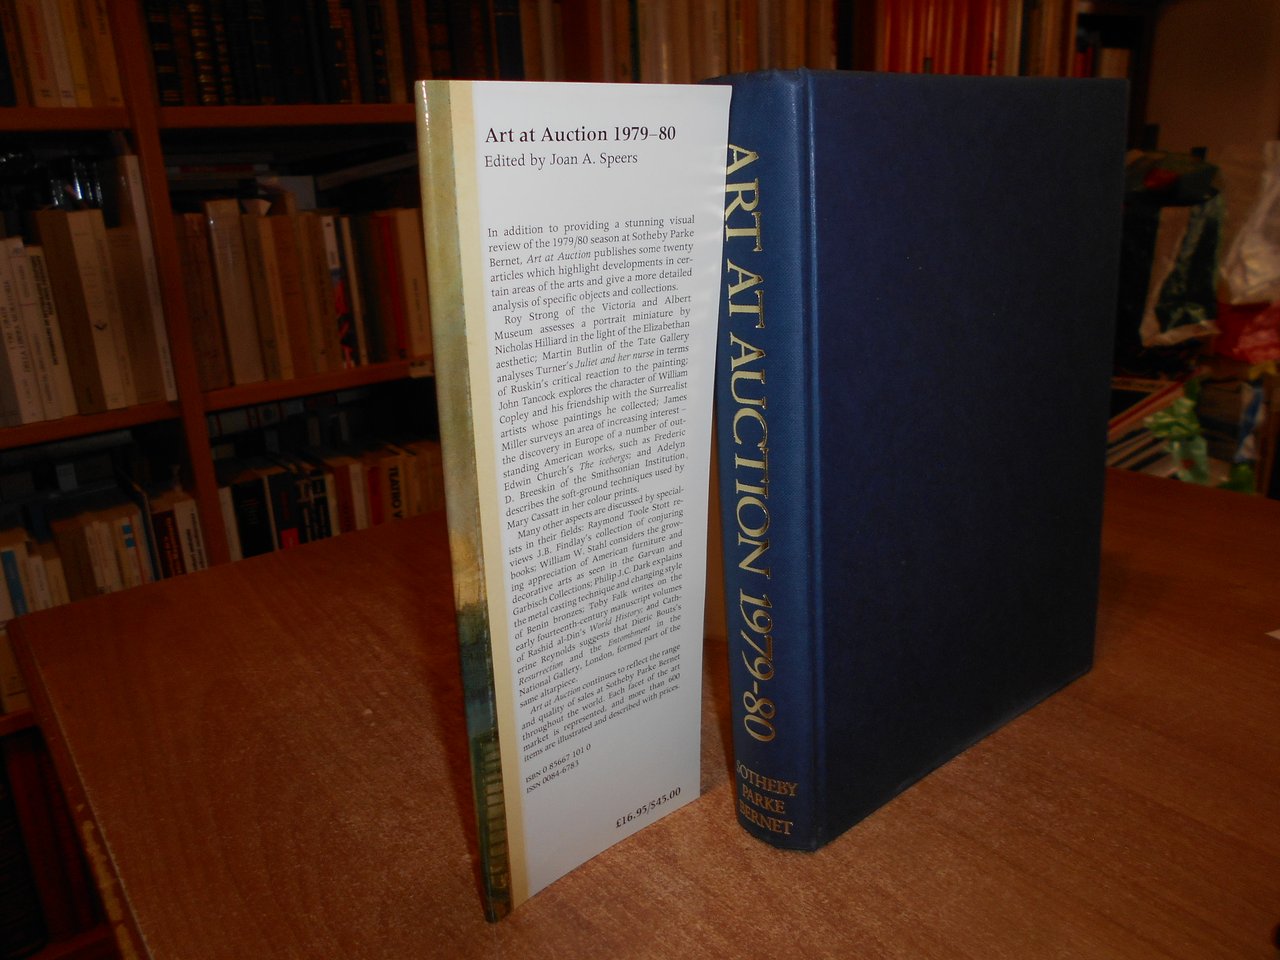 Art at Auction 1979–80
Edited by Joan A. Speers
In addition to providing a stunning visual
review of the 1979/80 season at Sotheby Parke
Bernet, Art at Auction publishes some twenty
articles which highlight developments in cer-
tain areas of the arts and give a more detailed
analysis of specific objects and collections.
Roy Strong of the Victoria and Albert
Museum assesses a portrait miniature by
Nicholas Hilliard in the light of the Elizabethan
aesthetic; Martin Butlin of the Tate Gallery
analyses Turner's Juliet and her nurse in terms
of Ruskin's critical reaction to the painting;
John Tancock explores the character of William
Copley and his friendship with the Surrealist
artists whose paintings he collected; James
Miller surveys an area of increasing interest –
the discovery in Europe of a number of out-
standing American works, such as Frederic
Edwin Church's The icebergs; and Adelyn
D. Breeskin of the Smithsonian Institution,
describes the soft-ground techniques used by
Mary Cassatt in her colour prints.
Many other aspects are discussed by special-
ists in their fields: Raymond Toole Stott re-
views J.B. Findlay's collection of conjuring
books; William W. Stahl considers the grow-
ing appreciation of American furniture and
decorative arts as seen in the Garvan and
Garbisch Collections; Philip J.C. Dark explains
the metal casting technique and changing style
of Benin bronzes; Toby Falk writes on the
early fourteenth-century manuscript volumes
of Rashid al-Din's World History; and Cath-
erine Reynolds suggests that Dieric Bouts's
Resurrection and the Entombment in the
National Gallery, London, formed part of the
same altarpiece.
Art at Auction continues to reflect the range
and quality of sales at Sotheby Parke Bernet
throughout the world. Each facet of the art
market is represented, and more than 600
items are illustrated and described with prices.
ISBN 0 85667 101 0
ISSN 0084-6783
£16.95/$45.00
ART AT AUCTION 1979-80
SOTHEBY
PARKE
BERNET
TEATRO